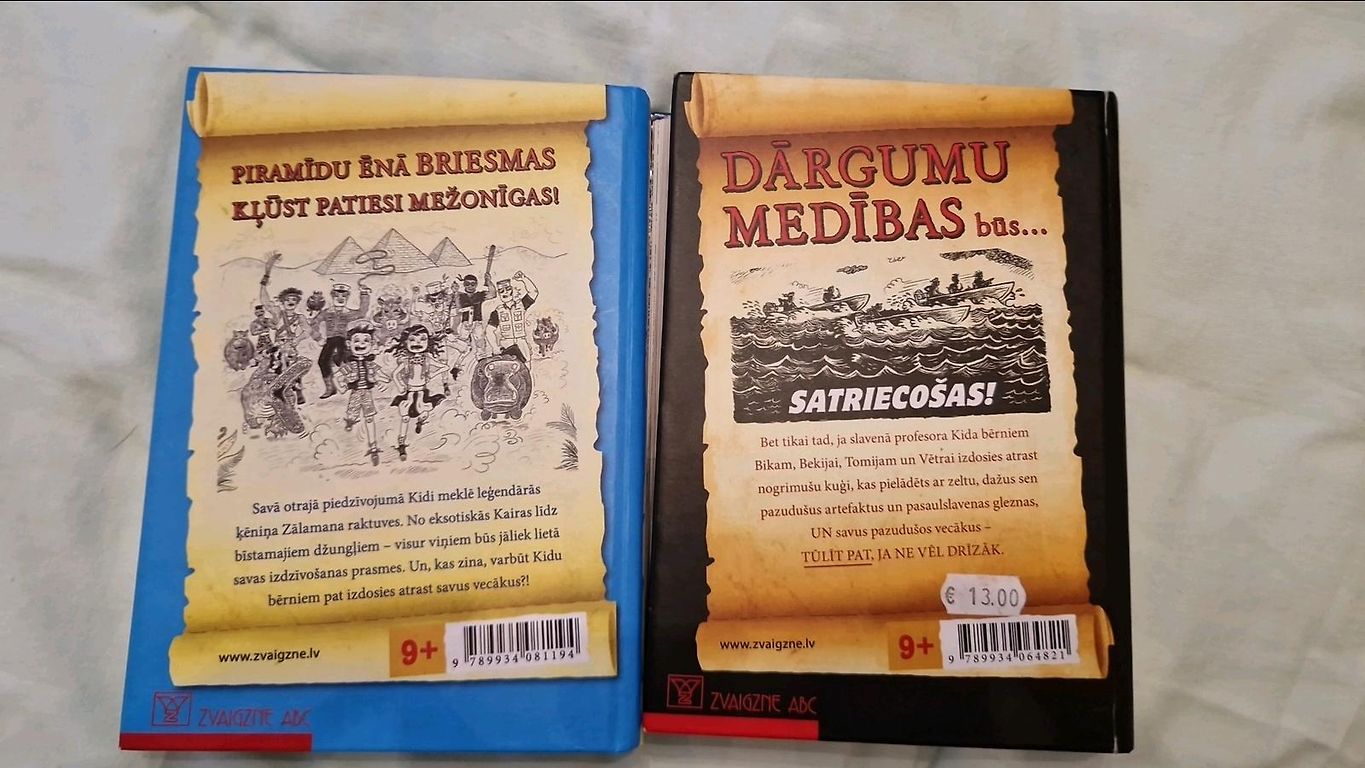 PIRAMĪDU ĒNĀ BRIESMAS
KĻŪST PATIESI MEŽONĪGAS!
Savā otrajā piedzīvojumā Kidi meklē leģendārās
ķēniņa Zālamana raktuves. No eksotiskās Kairas līdz
bīstamajiem džungļiem – visur viņiem būs jāliek lietā
savas izdzīvošanas prasmes. Un, kas zina, varbūt Kidu
bērniem pat izdosies atrast savus vecākus?!
www.zvaigzne.lv
9+
9 789934 081194
ZVAIGZNE ABC
DĀRGUMU
MEDĪBAS būs...
SATRIECOŠAS!
Bet tikai tad, ja slavenā profesora Kida bērniem
Bikam, Bekijai, Tomijam un Vētrai izdosies atrast
nogrimušu kuģi, kas pielādēts ar zeltu, dažus sen
pazudušus artefaktus un pasaulslavenas gleznas,
UN savus pazudušos vecākus –
TŪLĪT PAT, JA NE VĒL DRĪZĀK.
€ 13.00
www.zvaigzne.lv
9+
9 789934 064821
ZVAIGZNE ABC